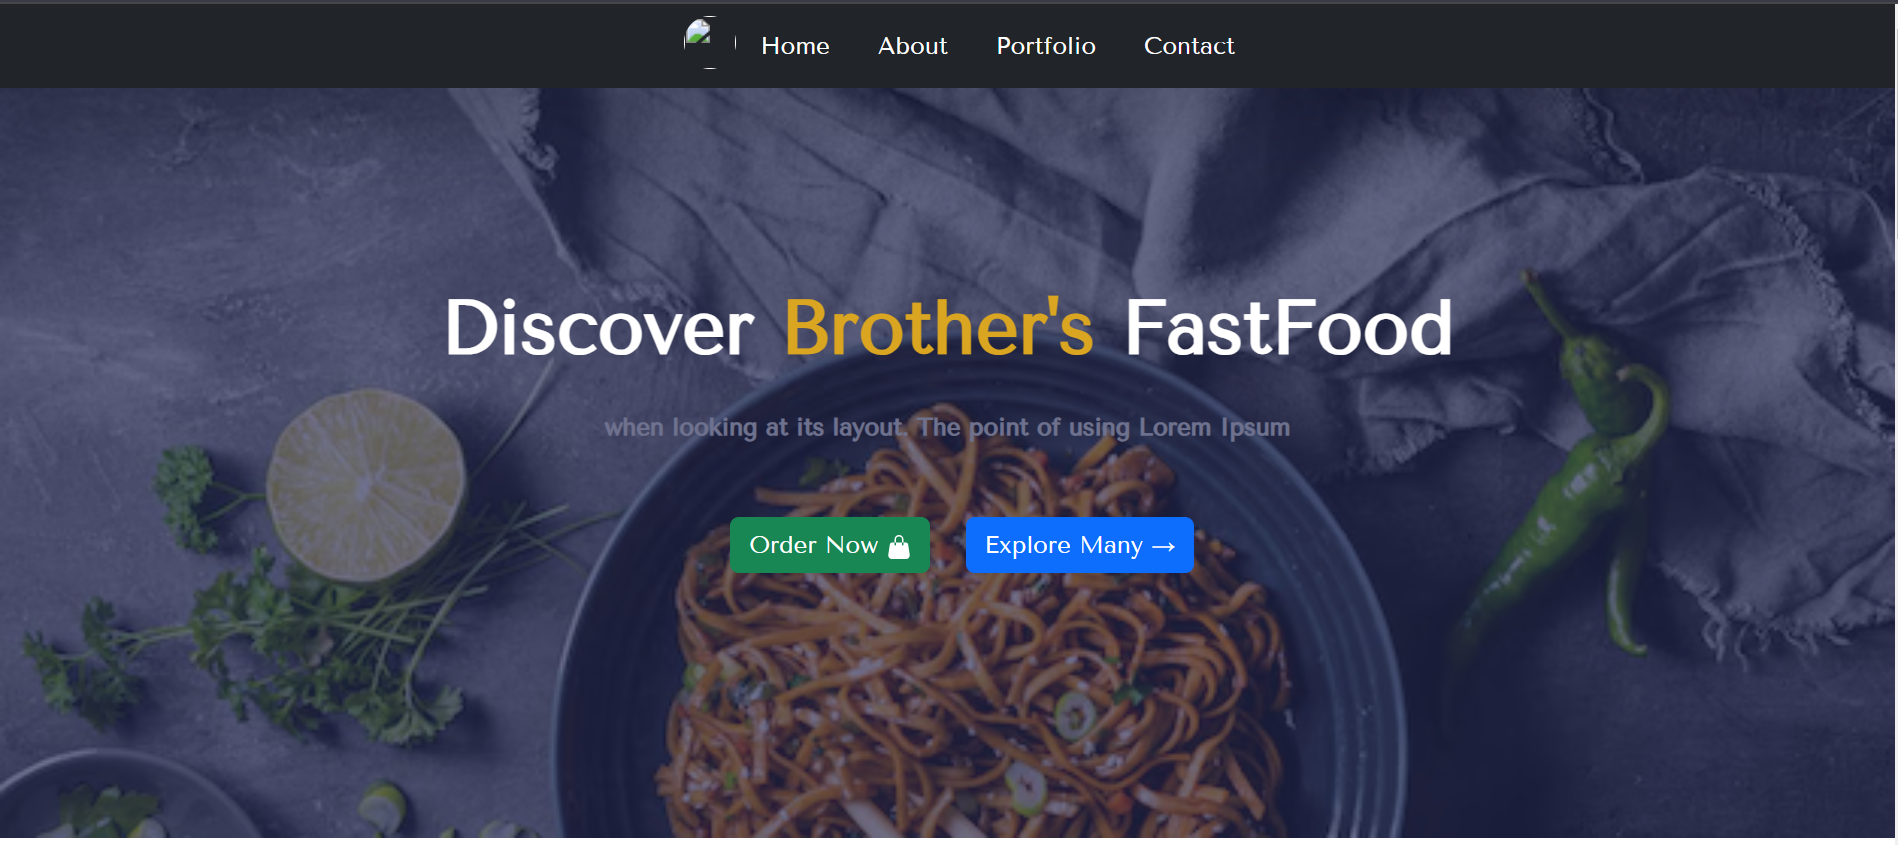 Home About Portfolio Contact
Discover Brother's FastFood
when looking at its layout. The point of using Lorem Ipsum
Order Now
Explore Many →